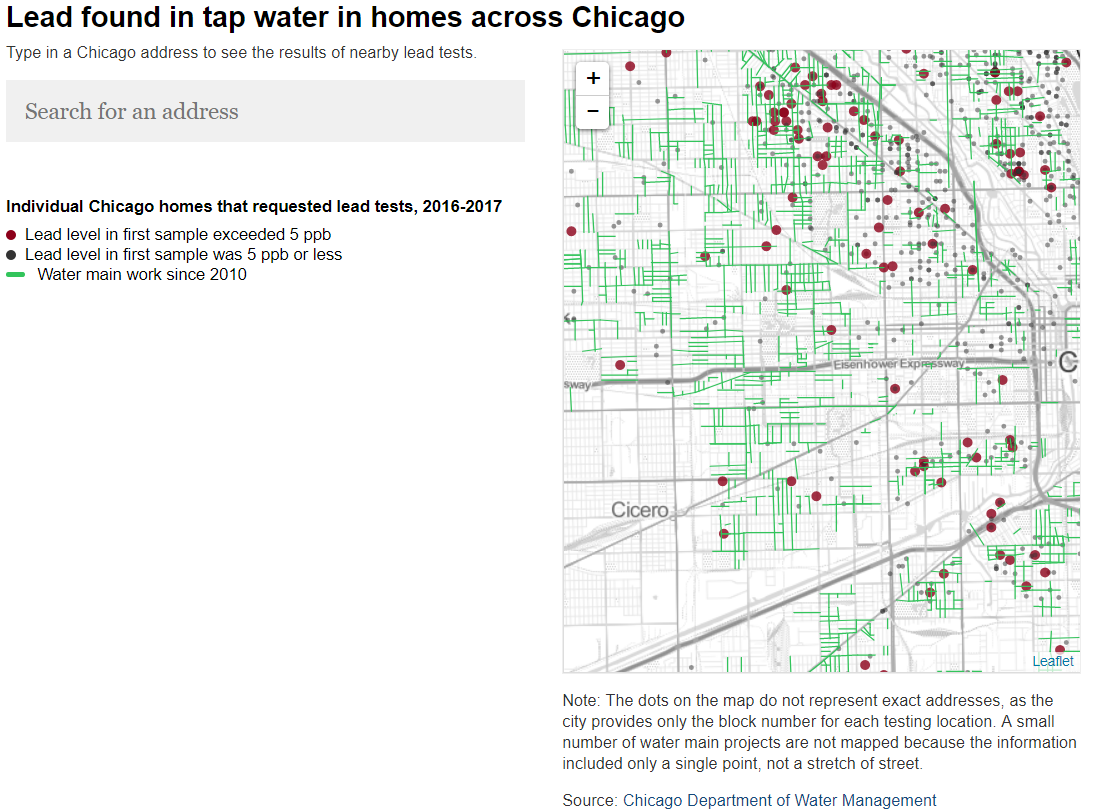 Lead found in tap water in homes across Chicago
Type in a Chicago address to see the results of nearby lead tests.
Search for an address
Individual Chicago homes that requested lead tests, 2016-2017
Lead level in first sample exceeded 5 ppb
Lead level in first sample was 5 ppb or less
Water main work since 2010
+
−
Eisenhower Expressway
C
sway
Cicero
Leaflet
Note: The dots on the map do not represent exact addresses, as the
city provides only the block number for each testing location. A small
number of water main projects are not mapped because the information
included only a single point, not a stretch of street.
Source: Chicago Department of Water Management